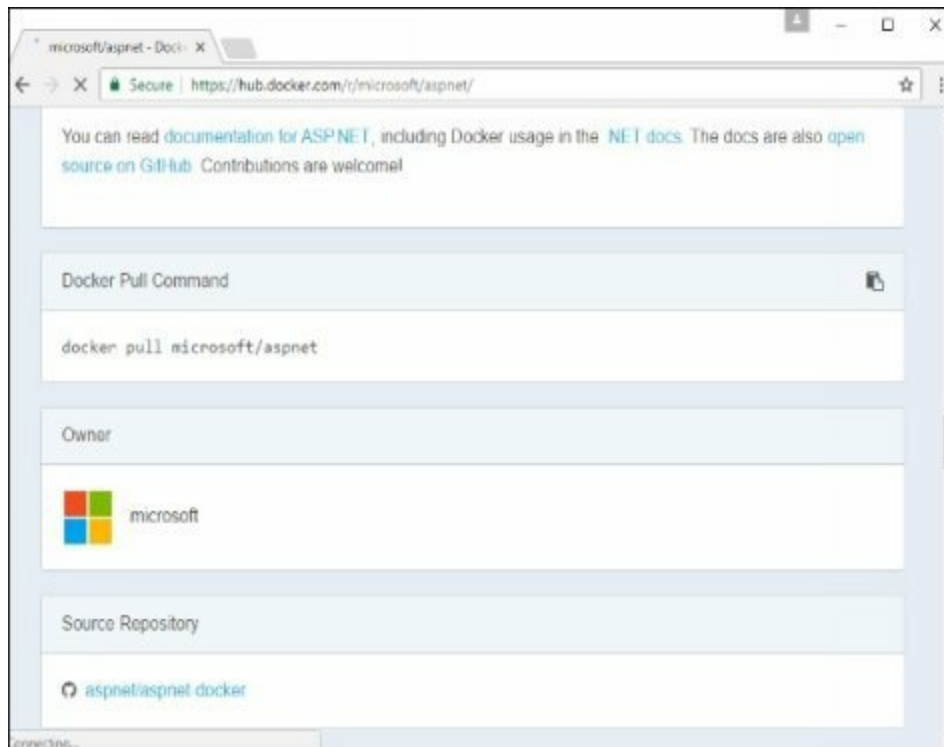 microsoft/aspnet - Dock
Secure
https://hub.docker.com/r/microsoft/aspnet/
You can read documentation for ASP.NET, including Docker usage in the .NET docs. The docs are also open
source on GitHub. Contributions are welcome!
Docker Pull Command
docker pull microsoft/aspnet
Owner
microsoft
Source Repository
aspnet/aspnet docker
Connecting...